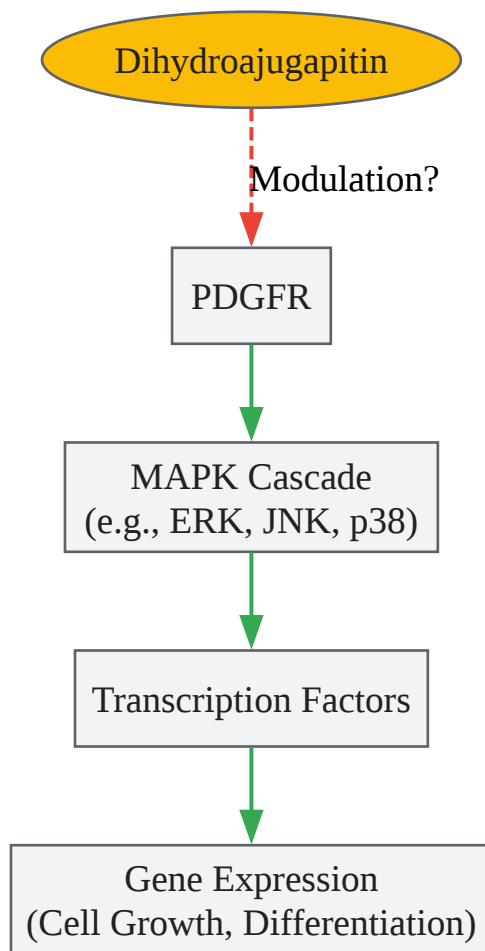 Dihydroajugapitin
Modulation?
PDGFR
MAPK Cascade
(e.g., ERK, JNK, p38)
Transcription Factors
Gene Expression
(Cell Growth, Differentiation)